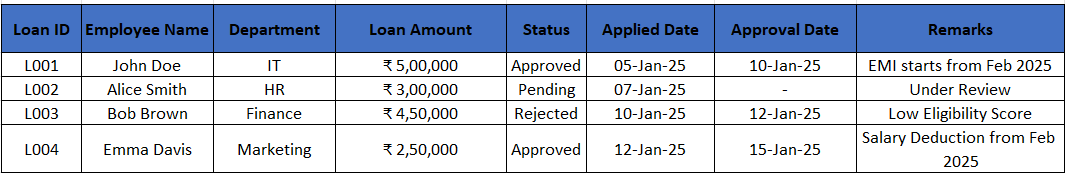 Loan ID Employee Name Department Loan Amount Status Applied Date Approval Date Remarks
L001 John Doe IT ₹ 5,00,000 Approved 05-Jan-25 10-Jan-25 EMI starts from Feb 2025
L002 Alice Smith HR ₹ 3,00,000 Pending 07-Jan-25 - Under Review
L003 Bob Brown Finance ₹ 4,50,000 Rejected 10-Jan-25 12-Jan-25 Low Eligibility Score
L004 Emma Davis Marketing ₹ 2,50,000 Approved 12-Jan-25 15-Jan-25 Salary Deduction from Feb
2025